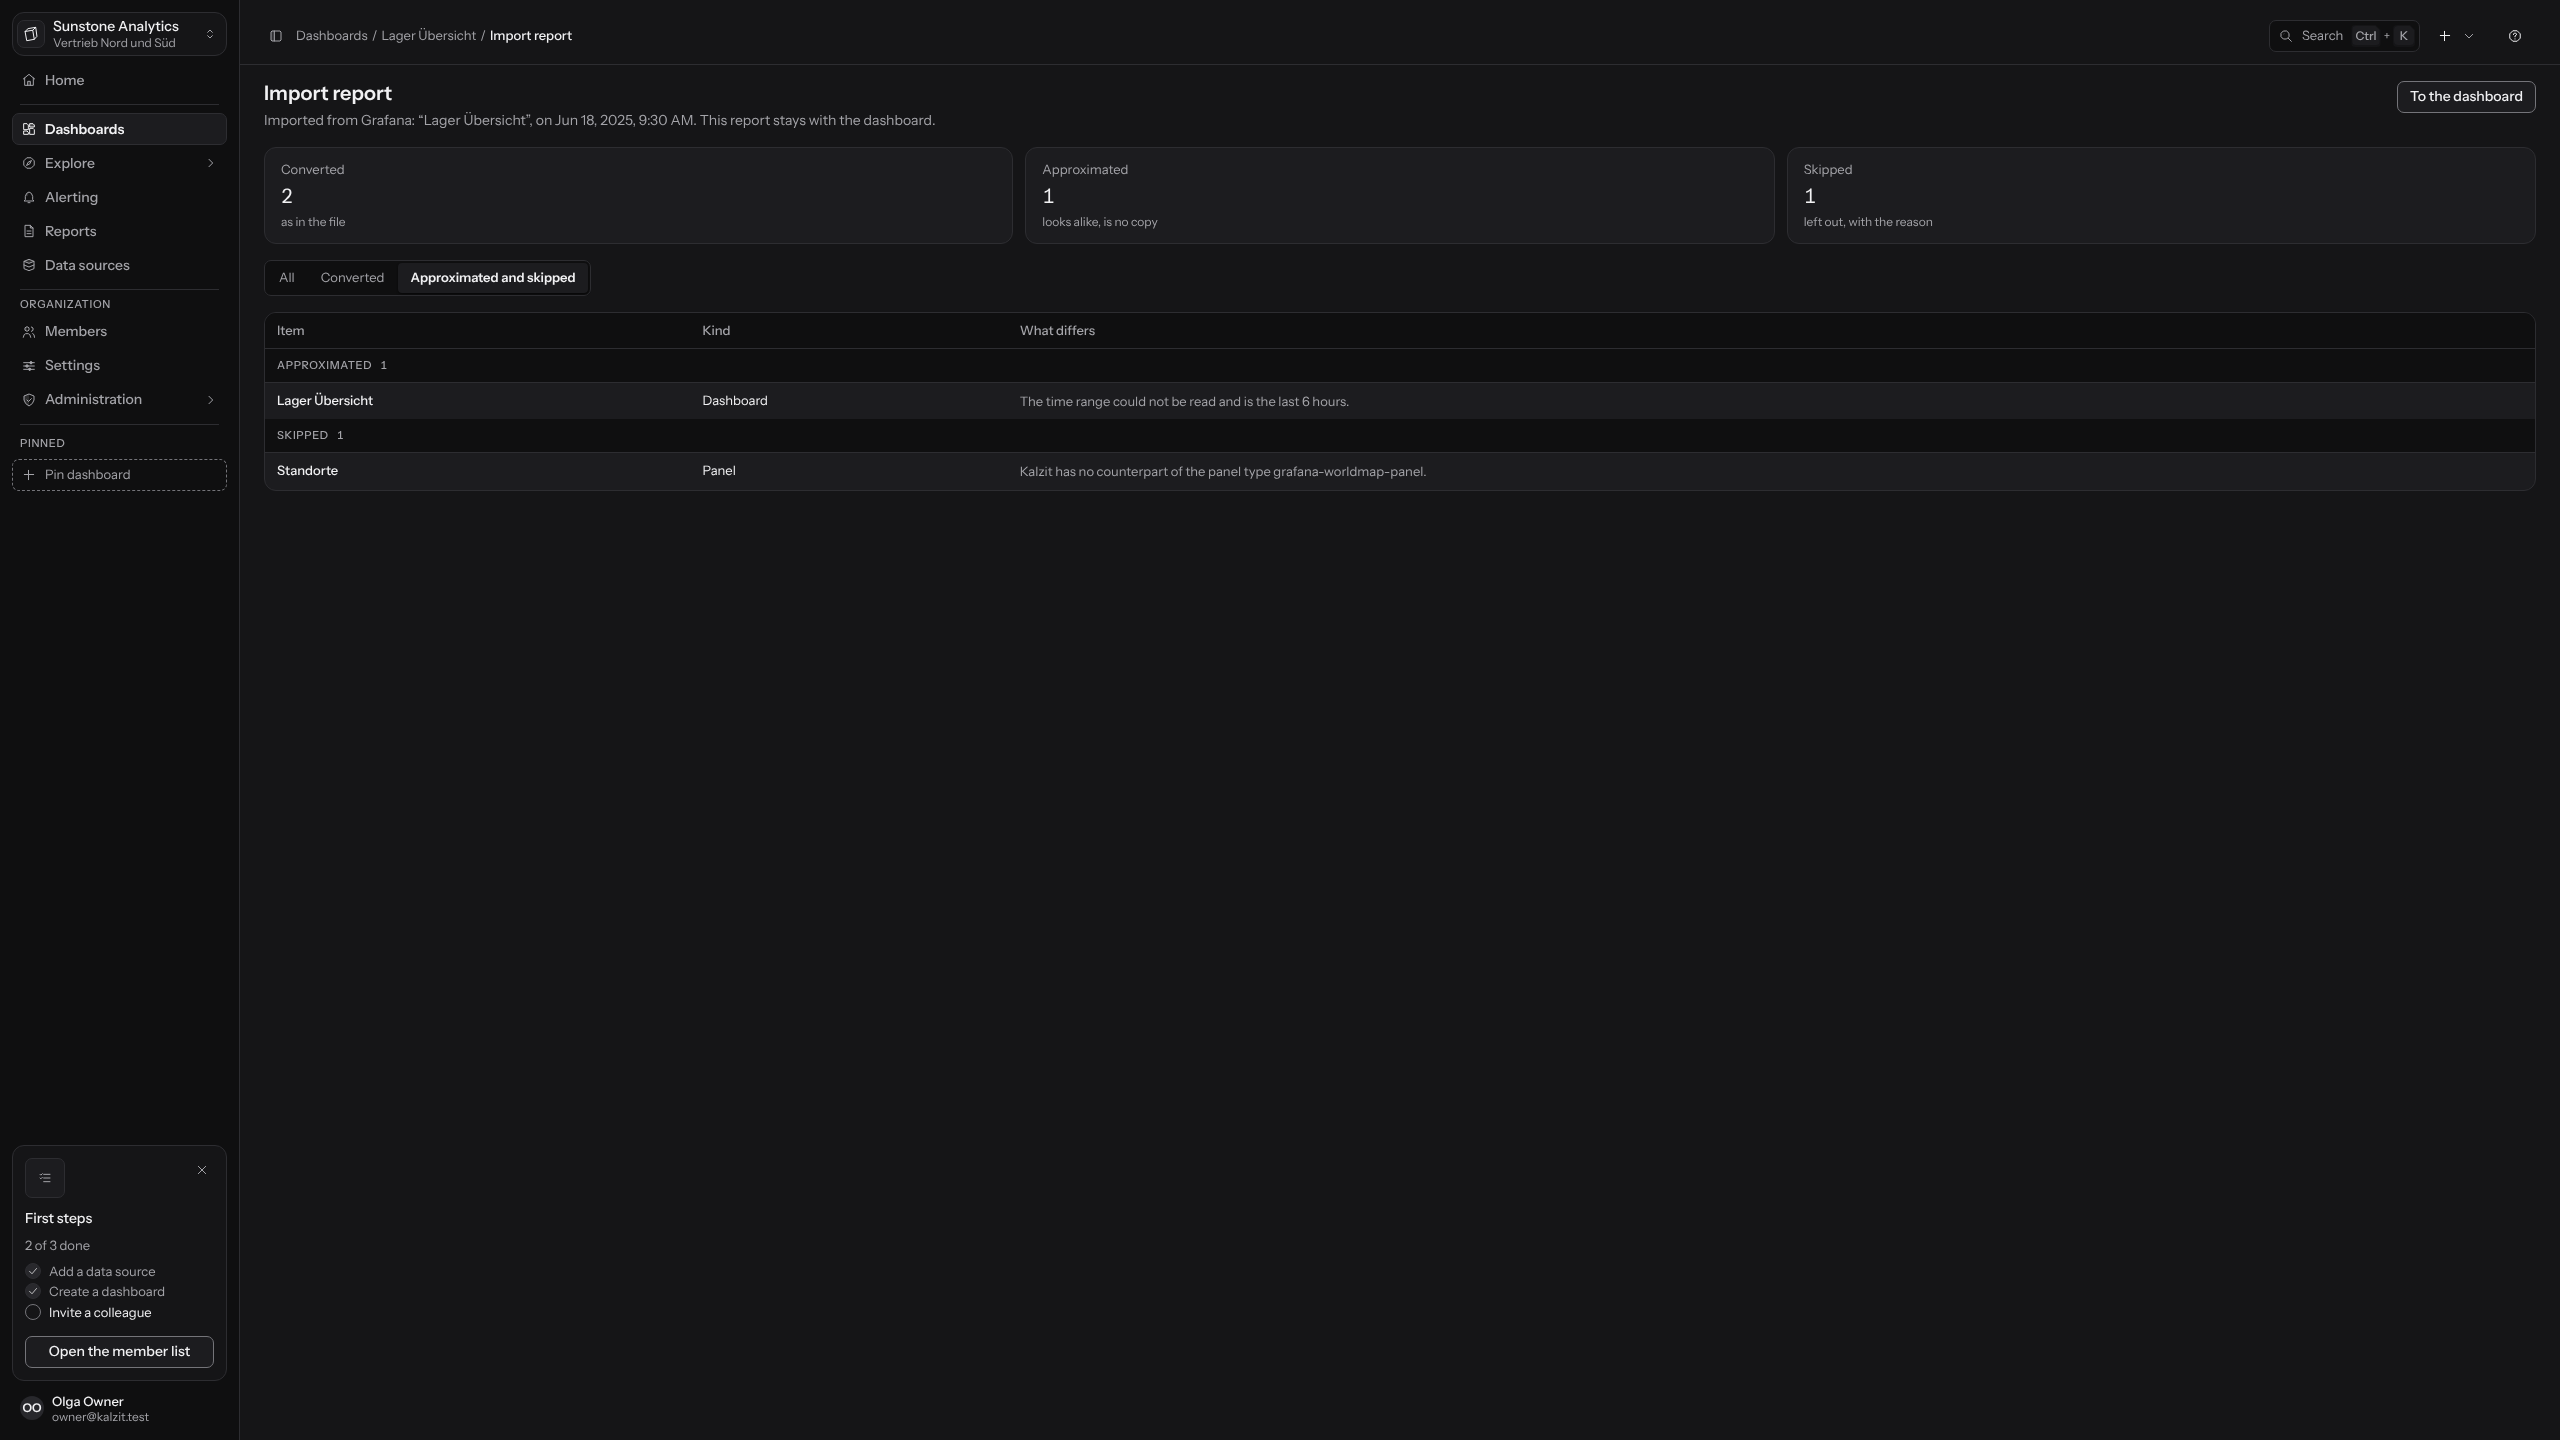 Sunstone Analytics
Vertrieb Nord und Süd
Home
Dashboards
Explore
Alerting
Reports
Data sources
ORGANIZATION
Members
Settings
Administration
PINNED
Pin dashboard
First steps
2 of 3 done
Add a data source
Create a dashboard
Invite a colleague
Open the member list
OO
Olga Owner
owner@kalzit.test
Dashboards / Lager Übersicht / Import report
Search Ctrl + K
Import report
Imported from Grafana: “Lager Übersicht”, on Jun 18, 2025, 9:30 AM. This report stays with the dashboard.
To the dashboard
Converted
2
as in the file
Approximated
1
looks alike, is no copy
Skipped
1
left out, with the reason
All Converted Approximated and skipped
Item Kind What differs
APPROXIMATED 1
Lager Übersicht Dashboard The time range could not be read and is the last 6 hours.
SKIPPED 1
Standorte Panel Kalzit has no counterpart of the panel type grafana-worldmap-panel.